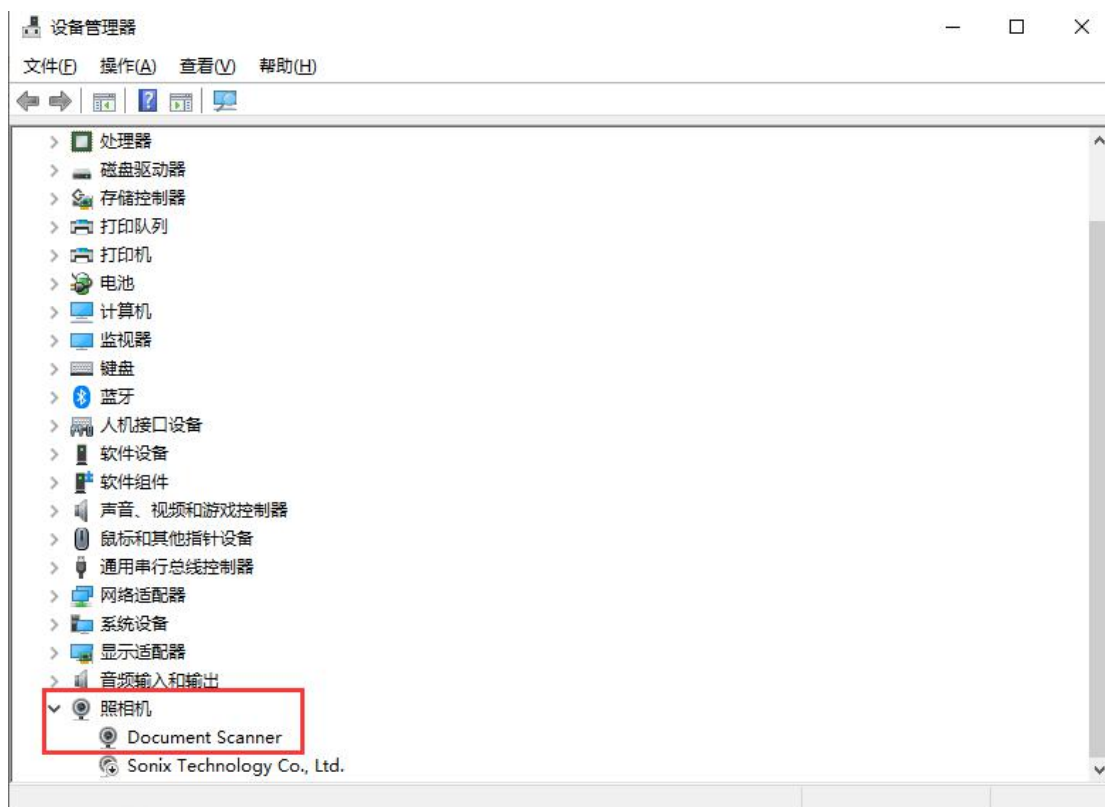 设备管理器
文件(F) 操作(A) 查看(V) 帮助(H)
处理器
磁盘驱动器
存储控制器
打印队列
打印机
电池
计算机
监视器
键盘
蓝牙
人机接口设备
软件设备
软件组件
声音、视频和游戏控制器
鼠标和其他指针设备
通用串行总线控制器
网络适配器
系统设备
显示适配器
音频输入和输出
照相机
Document Scanner
Sonix Technology Co., Ltd.